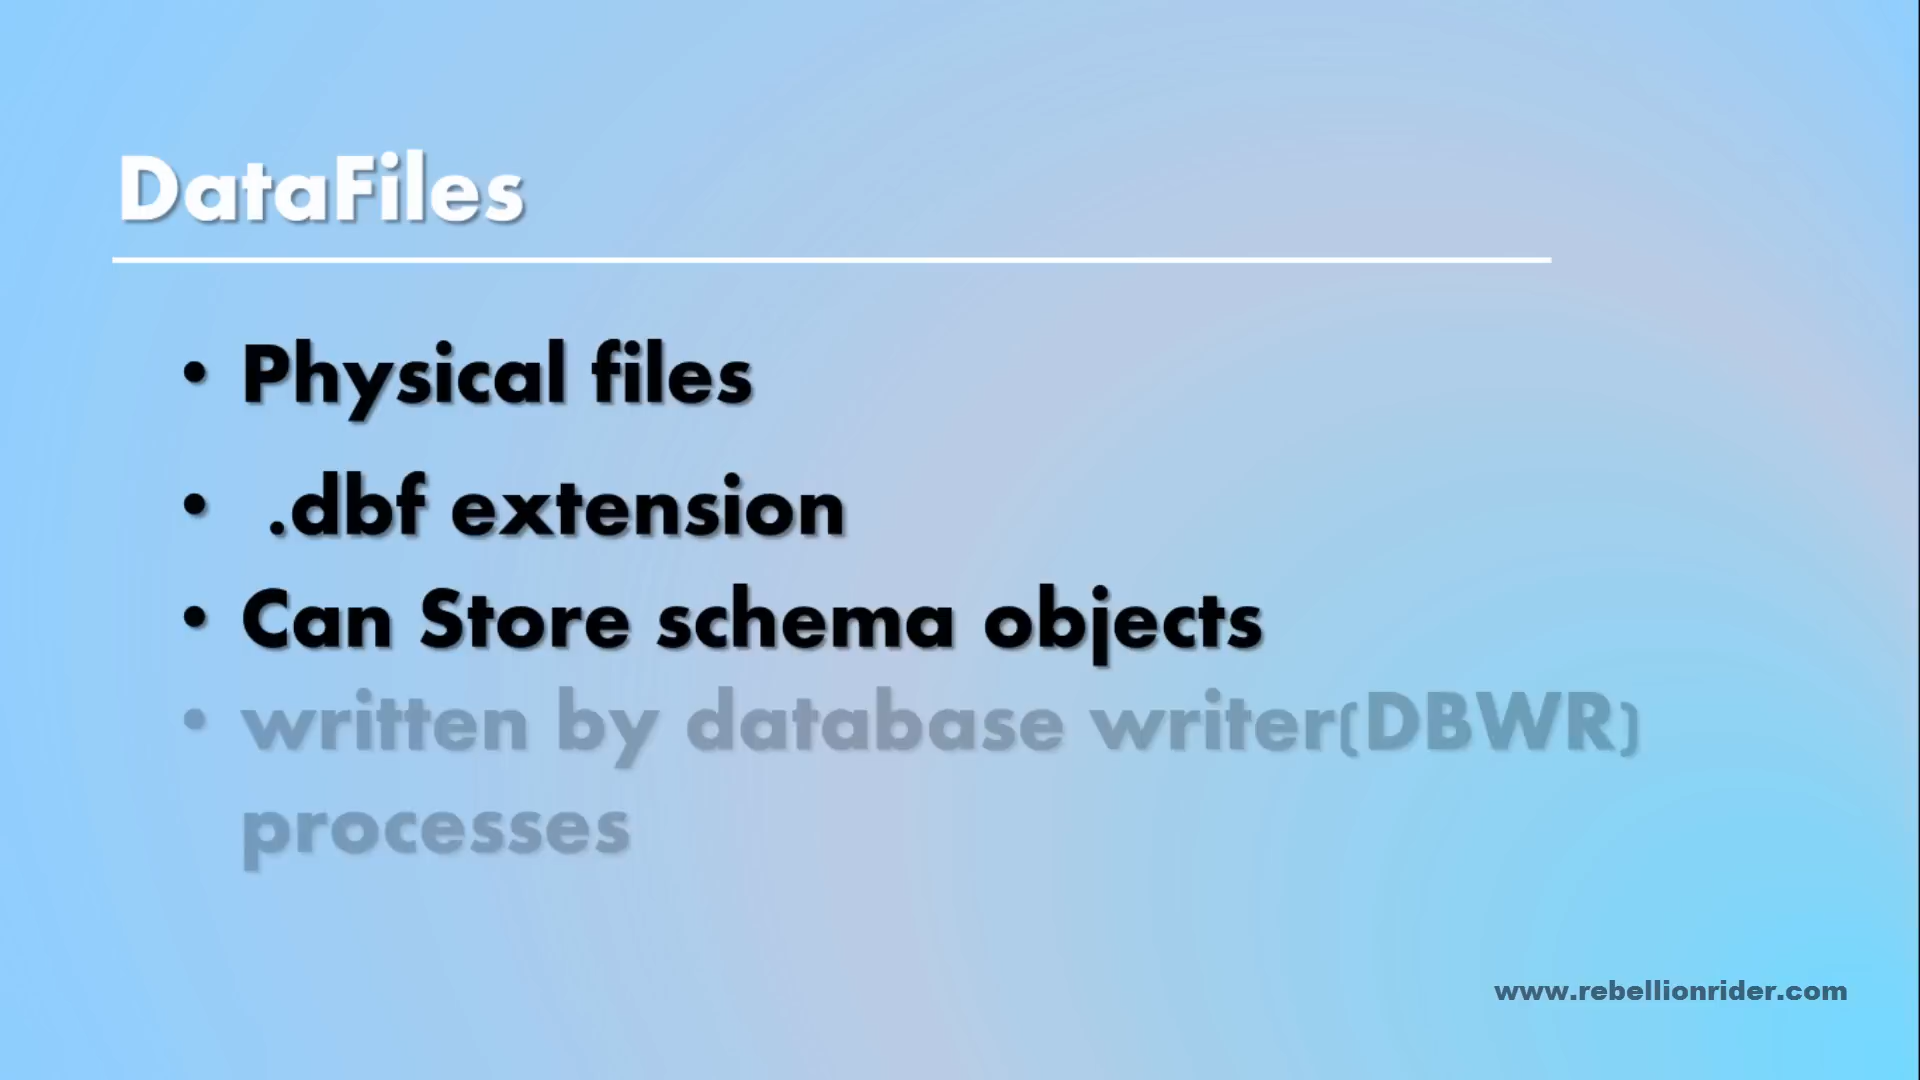 DataFiles
• Physical files
• .dbf extension
• Can Store schema objects
• written by database writer(DBWR)
processes
www.rebellionrider.com